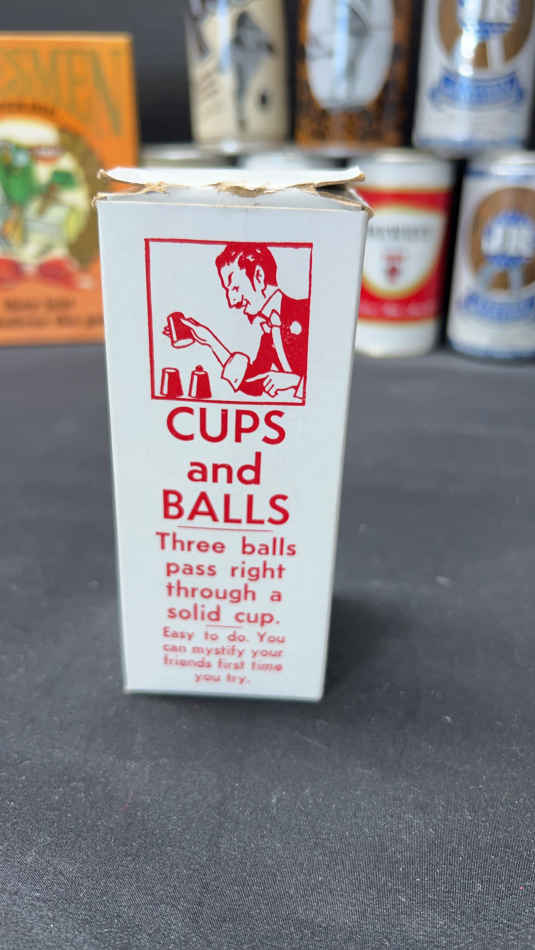 CUPS
and
BALLS
Three balls
pass right
through a
solid cup.
Easy to do. You
can mystify your
friends first time
you try.